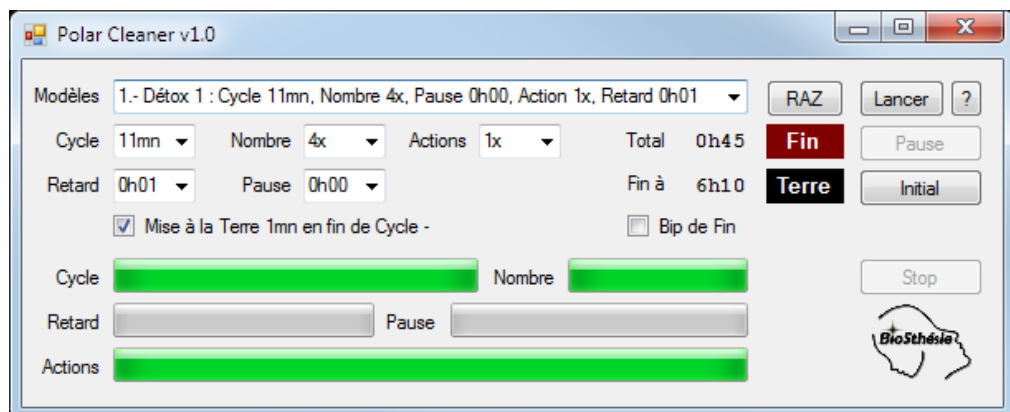 Polar Cleaner v1.0
Modèles 1.- Détox 1 : Cycle 11mn, Nombre 4x, Pause 0h00, Action 1x, Retard 0h01 RAZ Lancer ?
Cycle 11mn Nombre 4x Actions 1x Total 0h45 Fin Pause
Retard 0h01 Pause 0h00 Fin à 6h10 Terre Initial
Mise à la Terre 1mn en fin de Cycle - Bip de Fin
Cycle Nombre Stop
Retard Pause BioSthésie
Actions